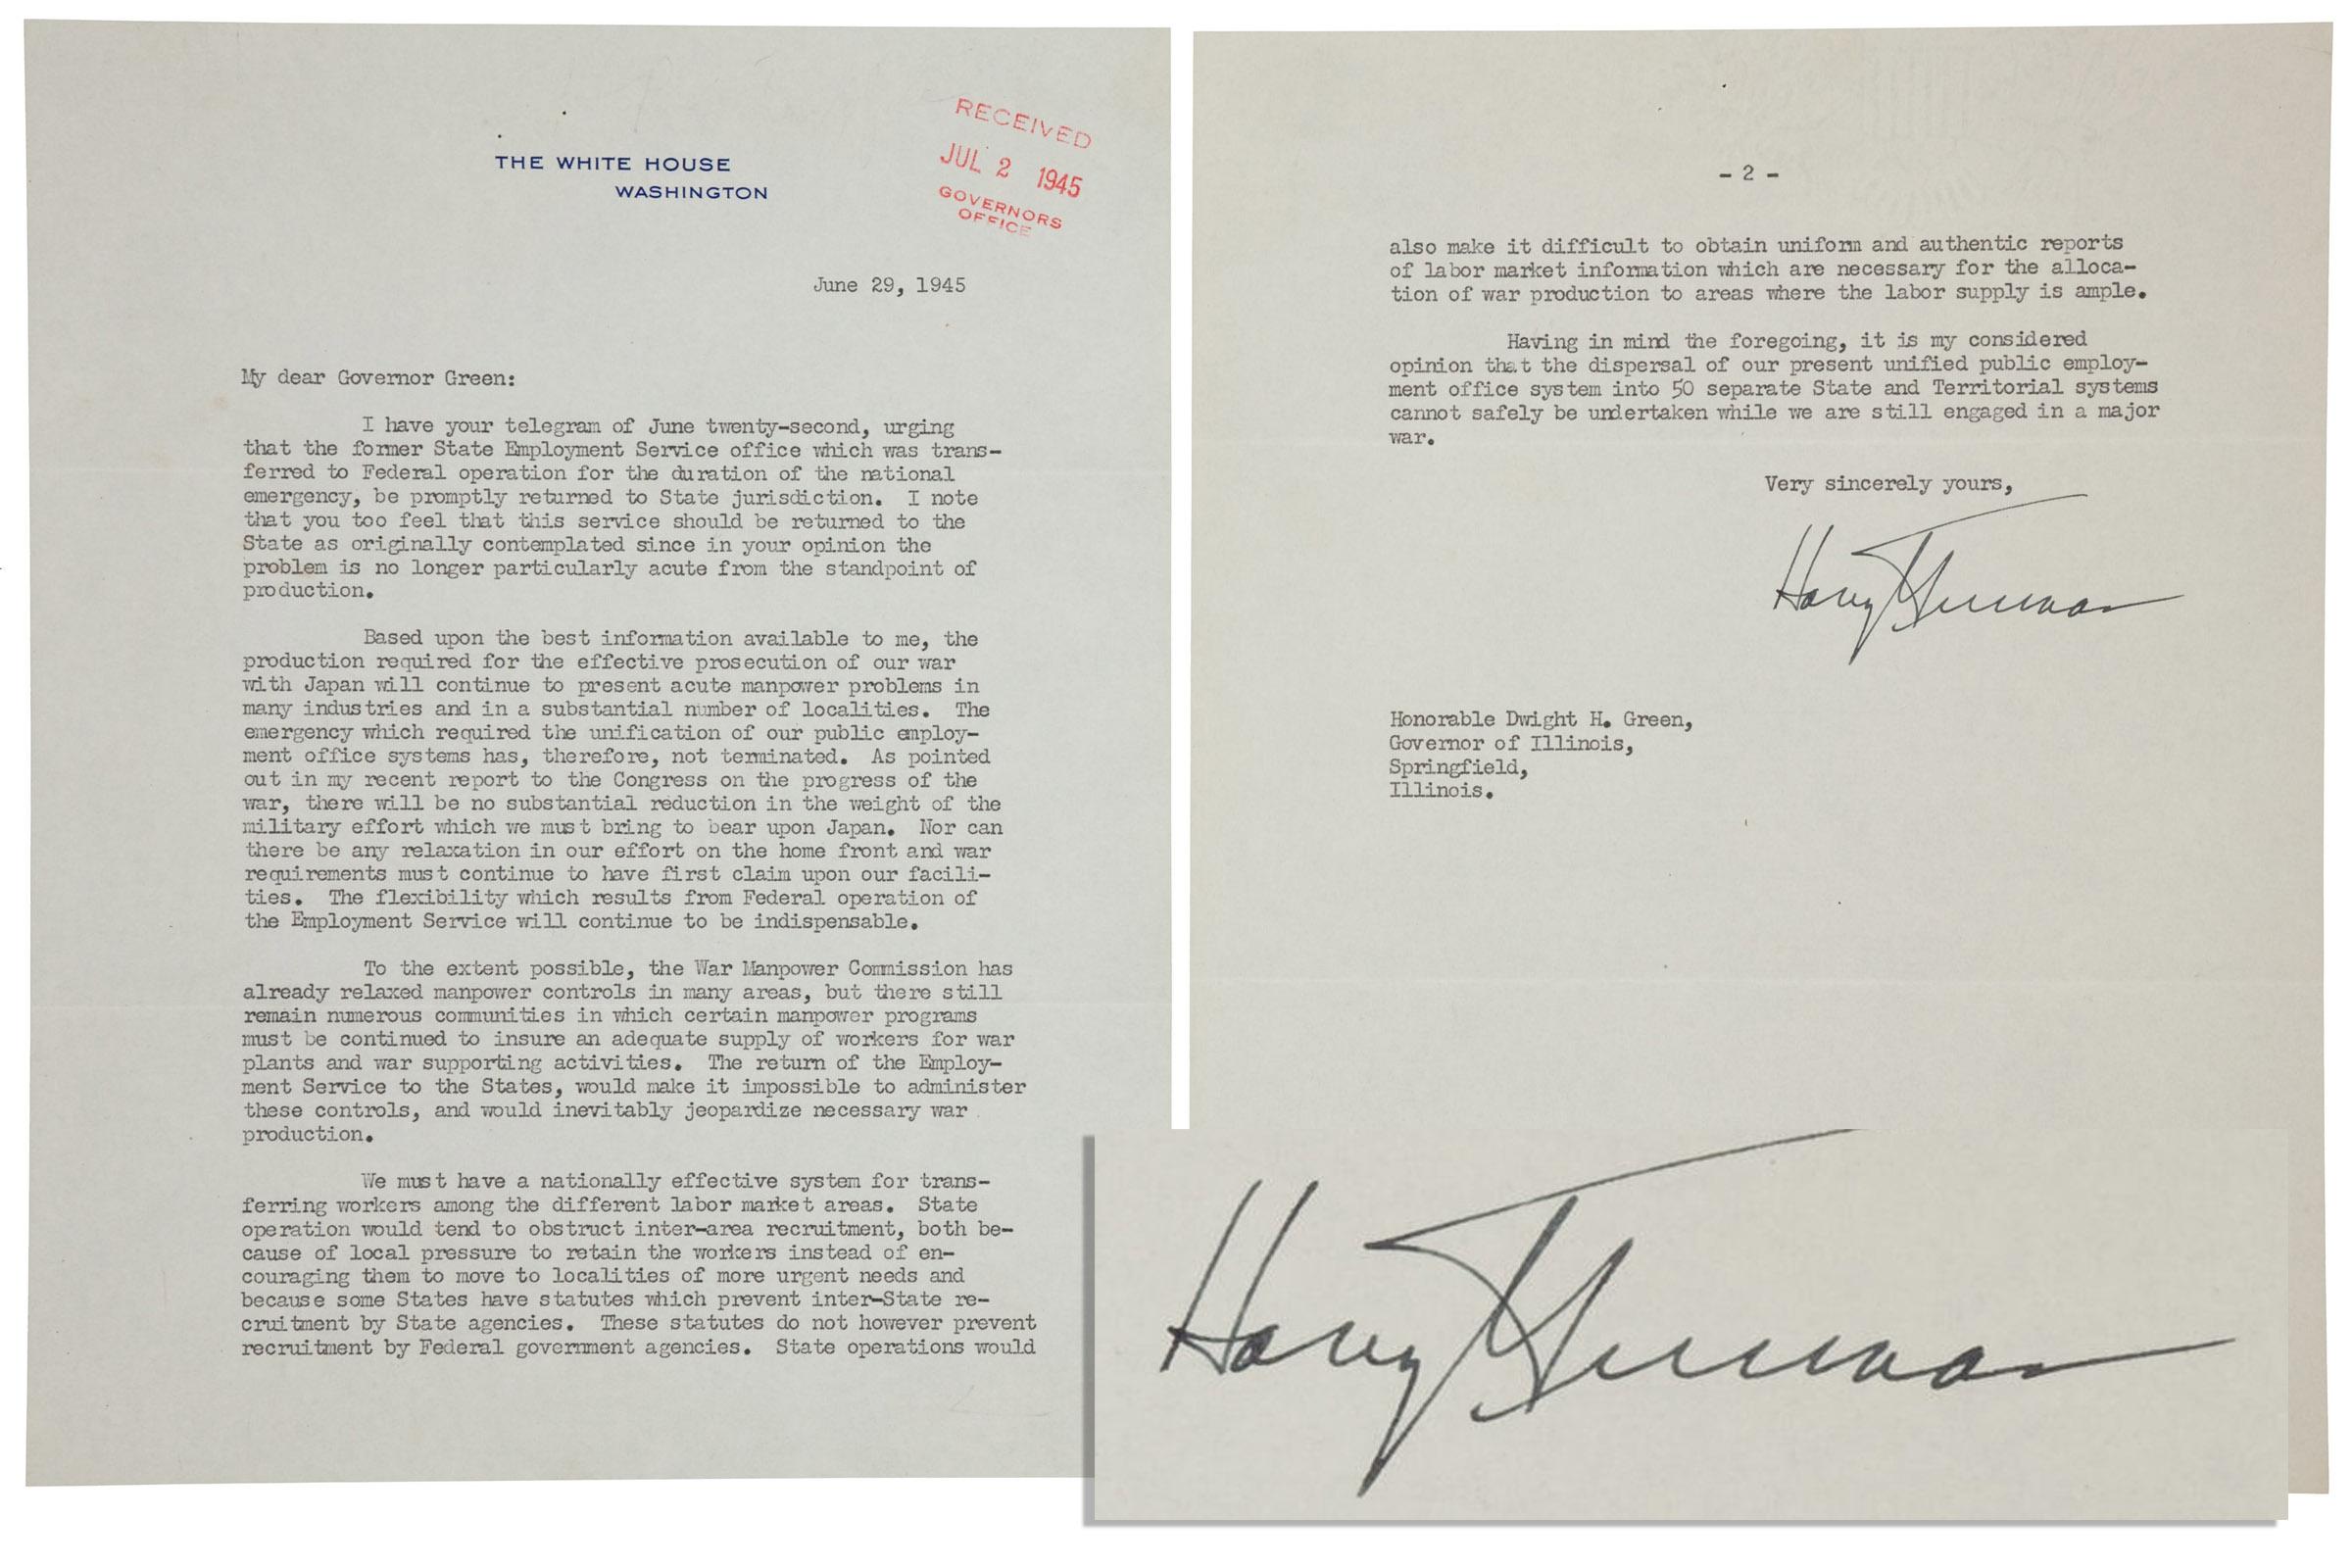 THE WHITE HOUSE
WASHINGTON
RECEIVED
JUL 2 1945
GOVERNORS
OFFICE
June 29, 1945
My dear Governor Green:
I have your telegram of June twenty-second, urging
that the former State Employment Service office which was trans-
ferred to Federal operation for the duration of the national
emergency, be promptly returned to State jurisdiction. I note
that you too feel that this service should be returned to the
State as originally contemplated since in your opinion the
problem is no longer particularly acute from the standpoint of
production.
Based upon the best information available to me, the
production required for the effective prosecution of our war
with Japan will continue to present acute manpower problems in
many industries and in a substantial number of localities. The
emergency which required the unification of our public employ-
ment office systems has, therefore, not terminated. As pointed
out in my recent report to the Congress on the progress of the
war, there will be no substantial reduction in the weight of the
military effort which we must bring to bear upon Japan. Nor can
there be any relaxation in our effort on the home front and war
requirements must continue to have first claim upon our facili-
ties. The flexibility which results from Federal operation of
the Employment Service will continue to be indispensable.
To the extent possible, the War Manpower Commission has
already relaxed manpower controls in many areas, but there still
remain numerous communities in which certain manpower programs
must be continued to insure an adequate supply of workers for war
plants and war supporting activities. The return of the Employ-
ment Service to the States, would make it impossible to administer
these controls, and would inevitably jeopardize necessary war
production.
We must have a nationally effective system for trans-
ferring workers among the different labor market areas. State
operation would tend to obstruct inter-area recruitment, both be-
cause of local pressure to retain the workers instead of en-
couraging them to move to localities of more urgent needs and
because some States have statutes which prevent inter-State re-
cruitment by State agencies. These statutes do not however prevent
recruitment by Federal government agencies. State operations would
- 2 -
also make it difficult to obtain uniform and authentic reports
of labor market information which are necessary for the alloca-
tion of war production to areas where the labor supply is ample.
Having in mind the foregoing, it is my considered
opinion that the dispersal of our present unified public employ-
ment office system into 50 separate State and Territorial systems
cannot safely be undertaken while we are still engaged in a major
war.
Very sincerely yours,
Harry Truman
Honorable Dwight H. Green,
Governor of Illinois,
Springfield,
Illinois.
Harry Truman